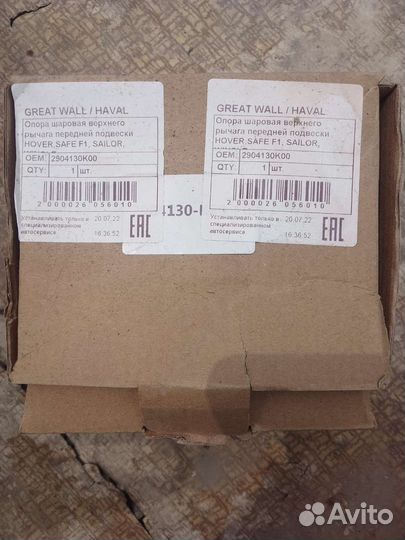 GREAT WALL / HAVAL
Опора шаровая верхнего
рычага передней подвески
HOVER SAFE F1, SAILOR,
OEM: 2904130K00
QTY: 1 шт.
2 000026 056010
Устанавливать только в
специализированном
автосервисе
20.07.22
16:36:52
EAC
4130-
GREAT WALL / HAVAL
Опора шаровая верхнего
рычага передней подвески
HOVER SAFE F1, SAILOR,
OEM: 2904130K00
QTY: 1 шт.
2 000026 056010
Устанавливать только в
специализированном
автосервисе
20.07.22
16:36:52
EAC
Avito